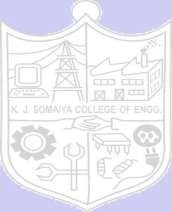 K. J. SOMAIYA COLLEGE OF ENGG.